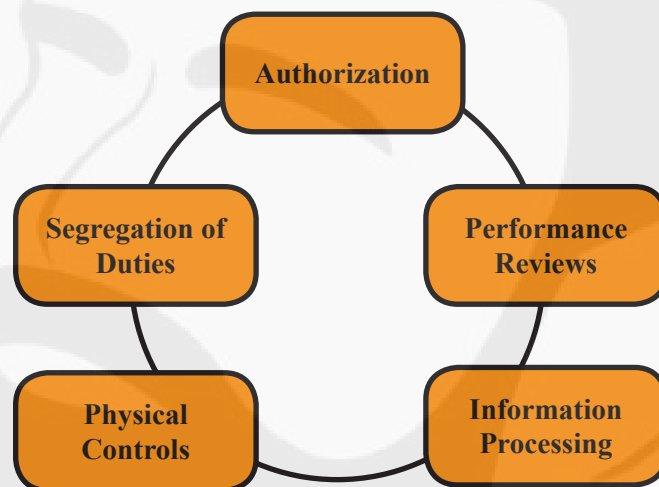 Authorization
Segregation of
Duties
Performance
Reviews
Physical
Controls
Information
Processing